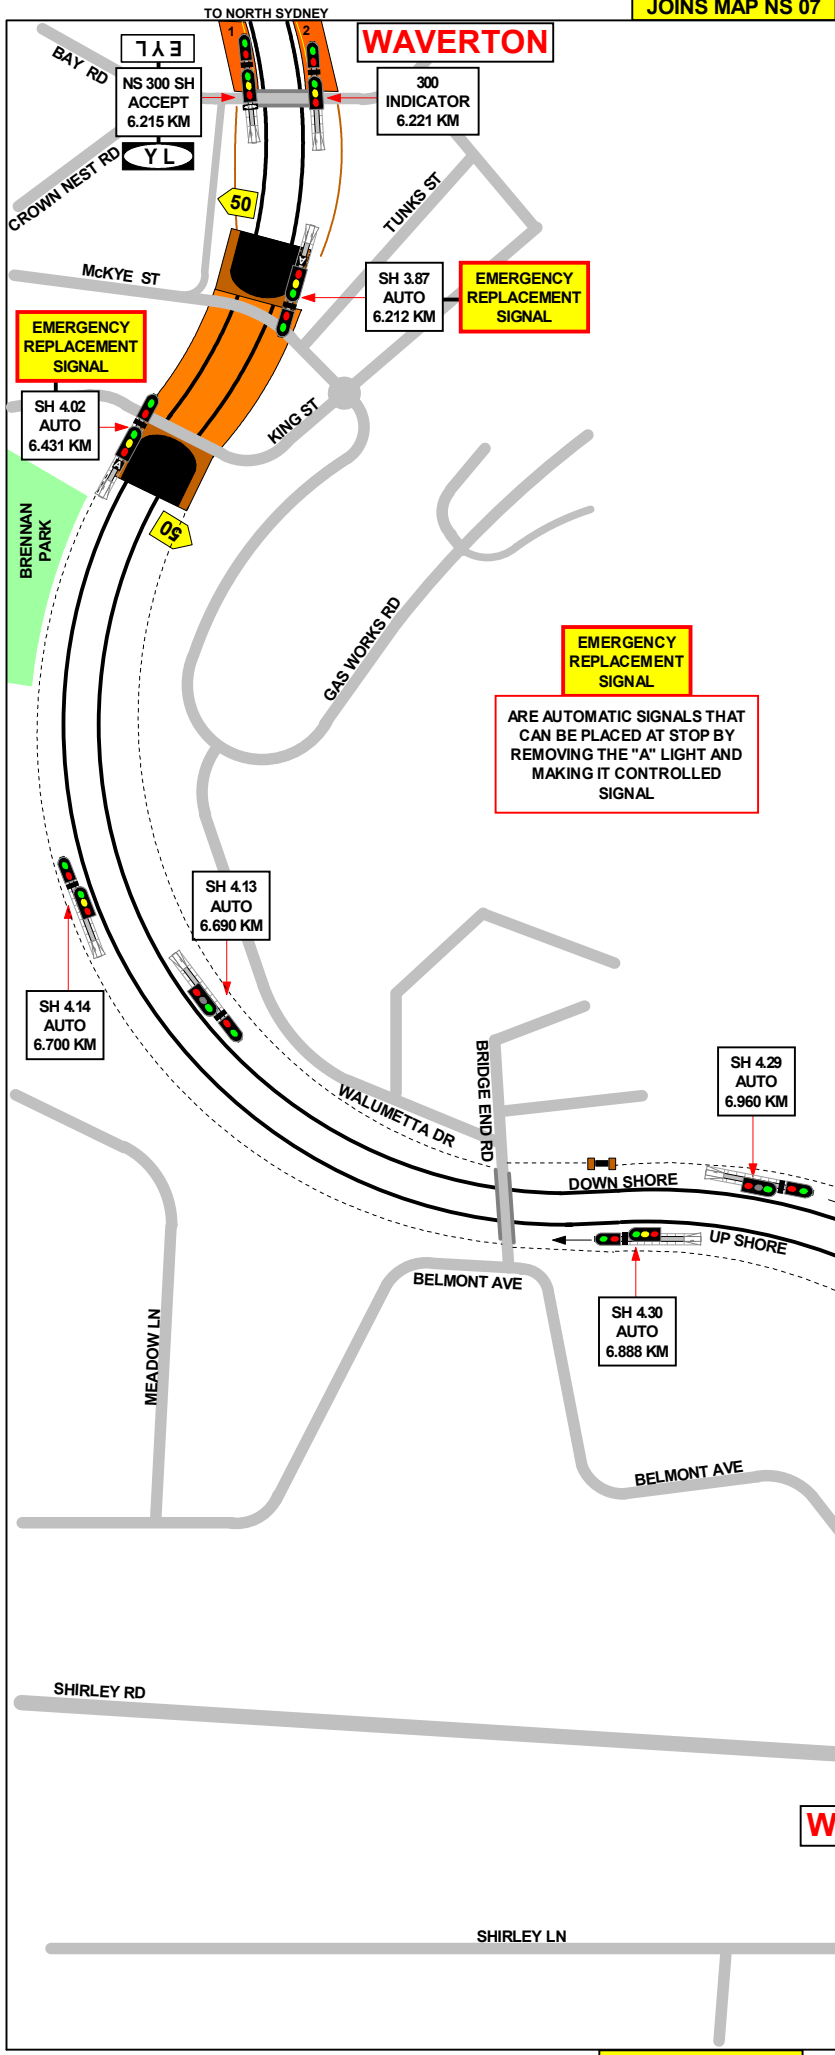 JOINS MAP NS 07
TO NORTH SYDNEY
WAVERTON
1
2
EYL
BAY RD
NS 300 SH
ACCEPT
6.215 KM
300
INDICATOR
6.221 KM
YL
CROWN NEST RD
50
TUNKS ST
McKYE ST
SH 3.87
AUTO
6.212 KM
EMERGENCY
REPLACEMENT
SIGNAL
EMERGENCY
REPLACEMENT
SIGNAL
SH 4.02
AUTO
6.431 KM
A
A
KING ST
BRENNAN
PARK
50
GAS WORKS RD
EMERGENCY
REPLACEMENT
SIGNAL
ARE AUTOMATIC SIGNALS THAT
CAN BE PLACED AT STOP BY
REMOVING THE "A" LIGHT AND
MAKING IT CONTROLLED
SIGNAL
SH 4.13
AUTO
6.690 KM
SH 4.14
AUTO
6.700 KM
BRIDGE END RD
WALUMETTA DR
SH 4.29
AUTO
6.960 KM
DOWN SHORE
UP SHORE
BELMONT AVE
SH 4.30
AUTO
6.888 KM
MEADOW LN
BELMONT AVE
SHIRLEY RD
W
SHIRLEY LN